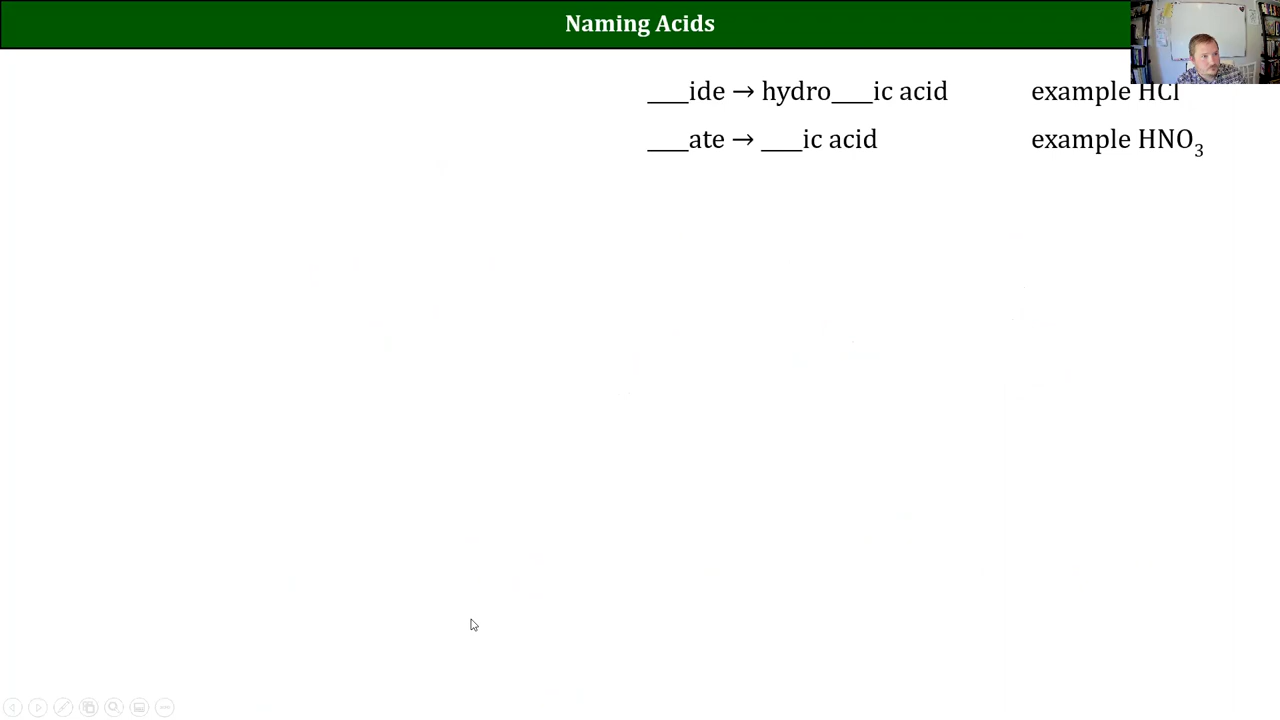 Naming Acids
____ide → hydro____ic acid example HCl
____ate → ____ic acid example HNO₃